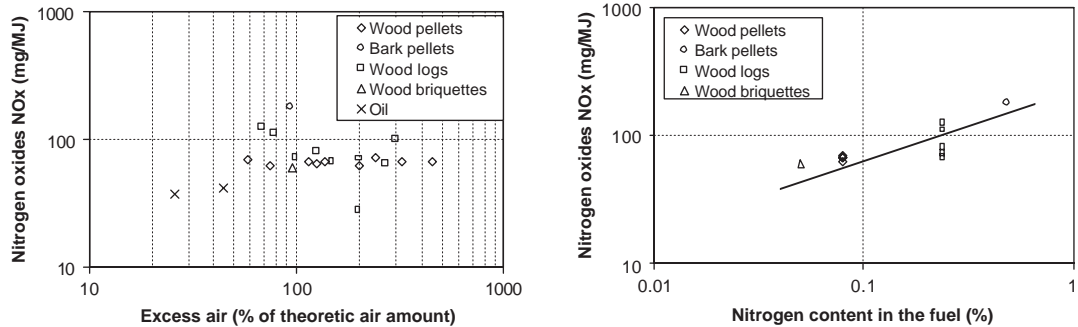 Nitrogen oxides NOx (mg/MJ)
1000
100
10
10
100
1000
Excess air (% of theoretic air amount)
Wood pellets
Bark pellets
Wood logs
Wood briquettes
Oil
Nitrogen oxides NOx (mg/MJ)
1000
100
10
0.01
0.1
1
Nitrogen content in the fuel (%)
Wood pellets
Bark pellets
Wood logs
Wood briquettes